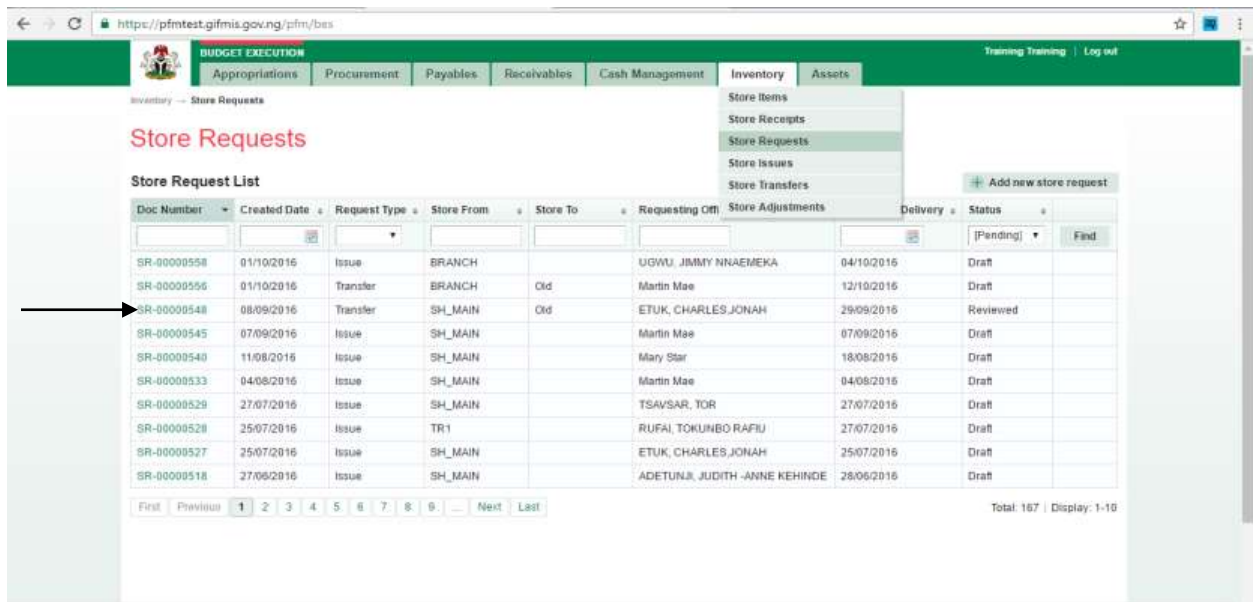 https://pfmtest.gifmis.gov.ng/pfm/bes
BUDGET EXECUTION
Training Training | Log out
Appropriations Procurement Payables Receivables Cash Management Inventory Assets
Inventory → Store Requests
Store Items
Store Receipts
Store Requests
Store Requests
Store Issues
Store Request List
Store Transfers
+ Add new store request
Store Adjustments
Doc Number Created Date Request Type Store From Store To Requesting Offi Delivery Status
[Pending] Find
SR-00000558 01/10/2016 Issue BRANCH UGWU, JIMMY NNAEMEKA 04/10/2016 Draft
SR-00000556 01/10/2016 Transfer BRANCH Old Martin Mae 12/10/2016 Draft
SR-00000548 08/09/2016 Transfer SH_MAIN Old ETUK, CHARLES,JONAH 29/09/2016 Reviewed
SR-00000545 07/09/2016 Issue SH_MAIN Martin Mae 07/09/2016 Draft
SR-00000540 11/08/2016 Issue SH_MAIN Mary Star 18/08/2016 Draft
SR-00000533 04/08/2016 Issue SH_MAIN Martin Mae 04/08/2016 Draft
SR-00000529 27/07/2016 Issue SH_MAIN TSAVSAR, TOR 27/07/2016 Draft
SR-00000528 25/07/2016 Issue TR1 RUFAI, TOKUNBO RAFIU 27/07/2016 Draft
SR-00000527 25/07/2016 Issue SH_MAIN ETUK, CHARLES,JONAH 25/07/2016 Draft
SR-00000518 27/06/2016 Issue SH_MAIN ADETUNJI, JUDITH -ANNE KEHINDE 28/06/2016 Draft
First Previous 1 2 3 4 5 6 7 8 9 ... Next Last
Total: 167 | Display: 1-10